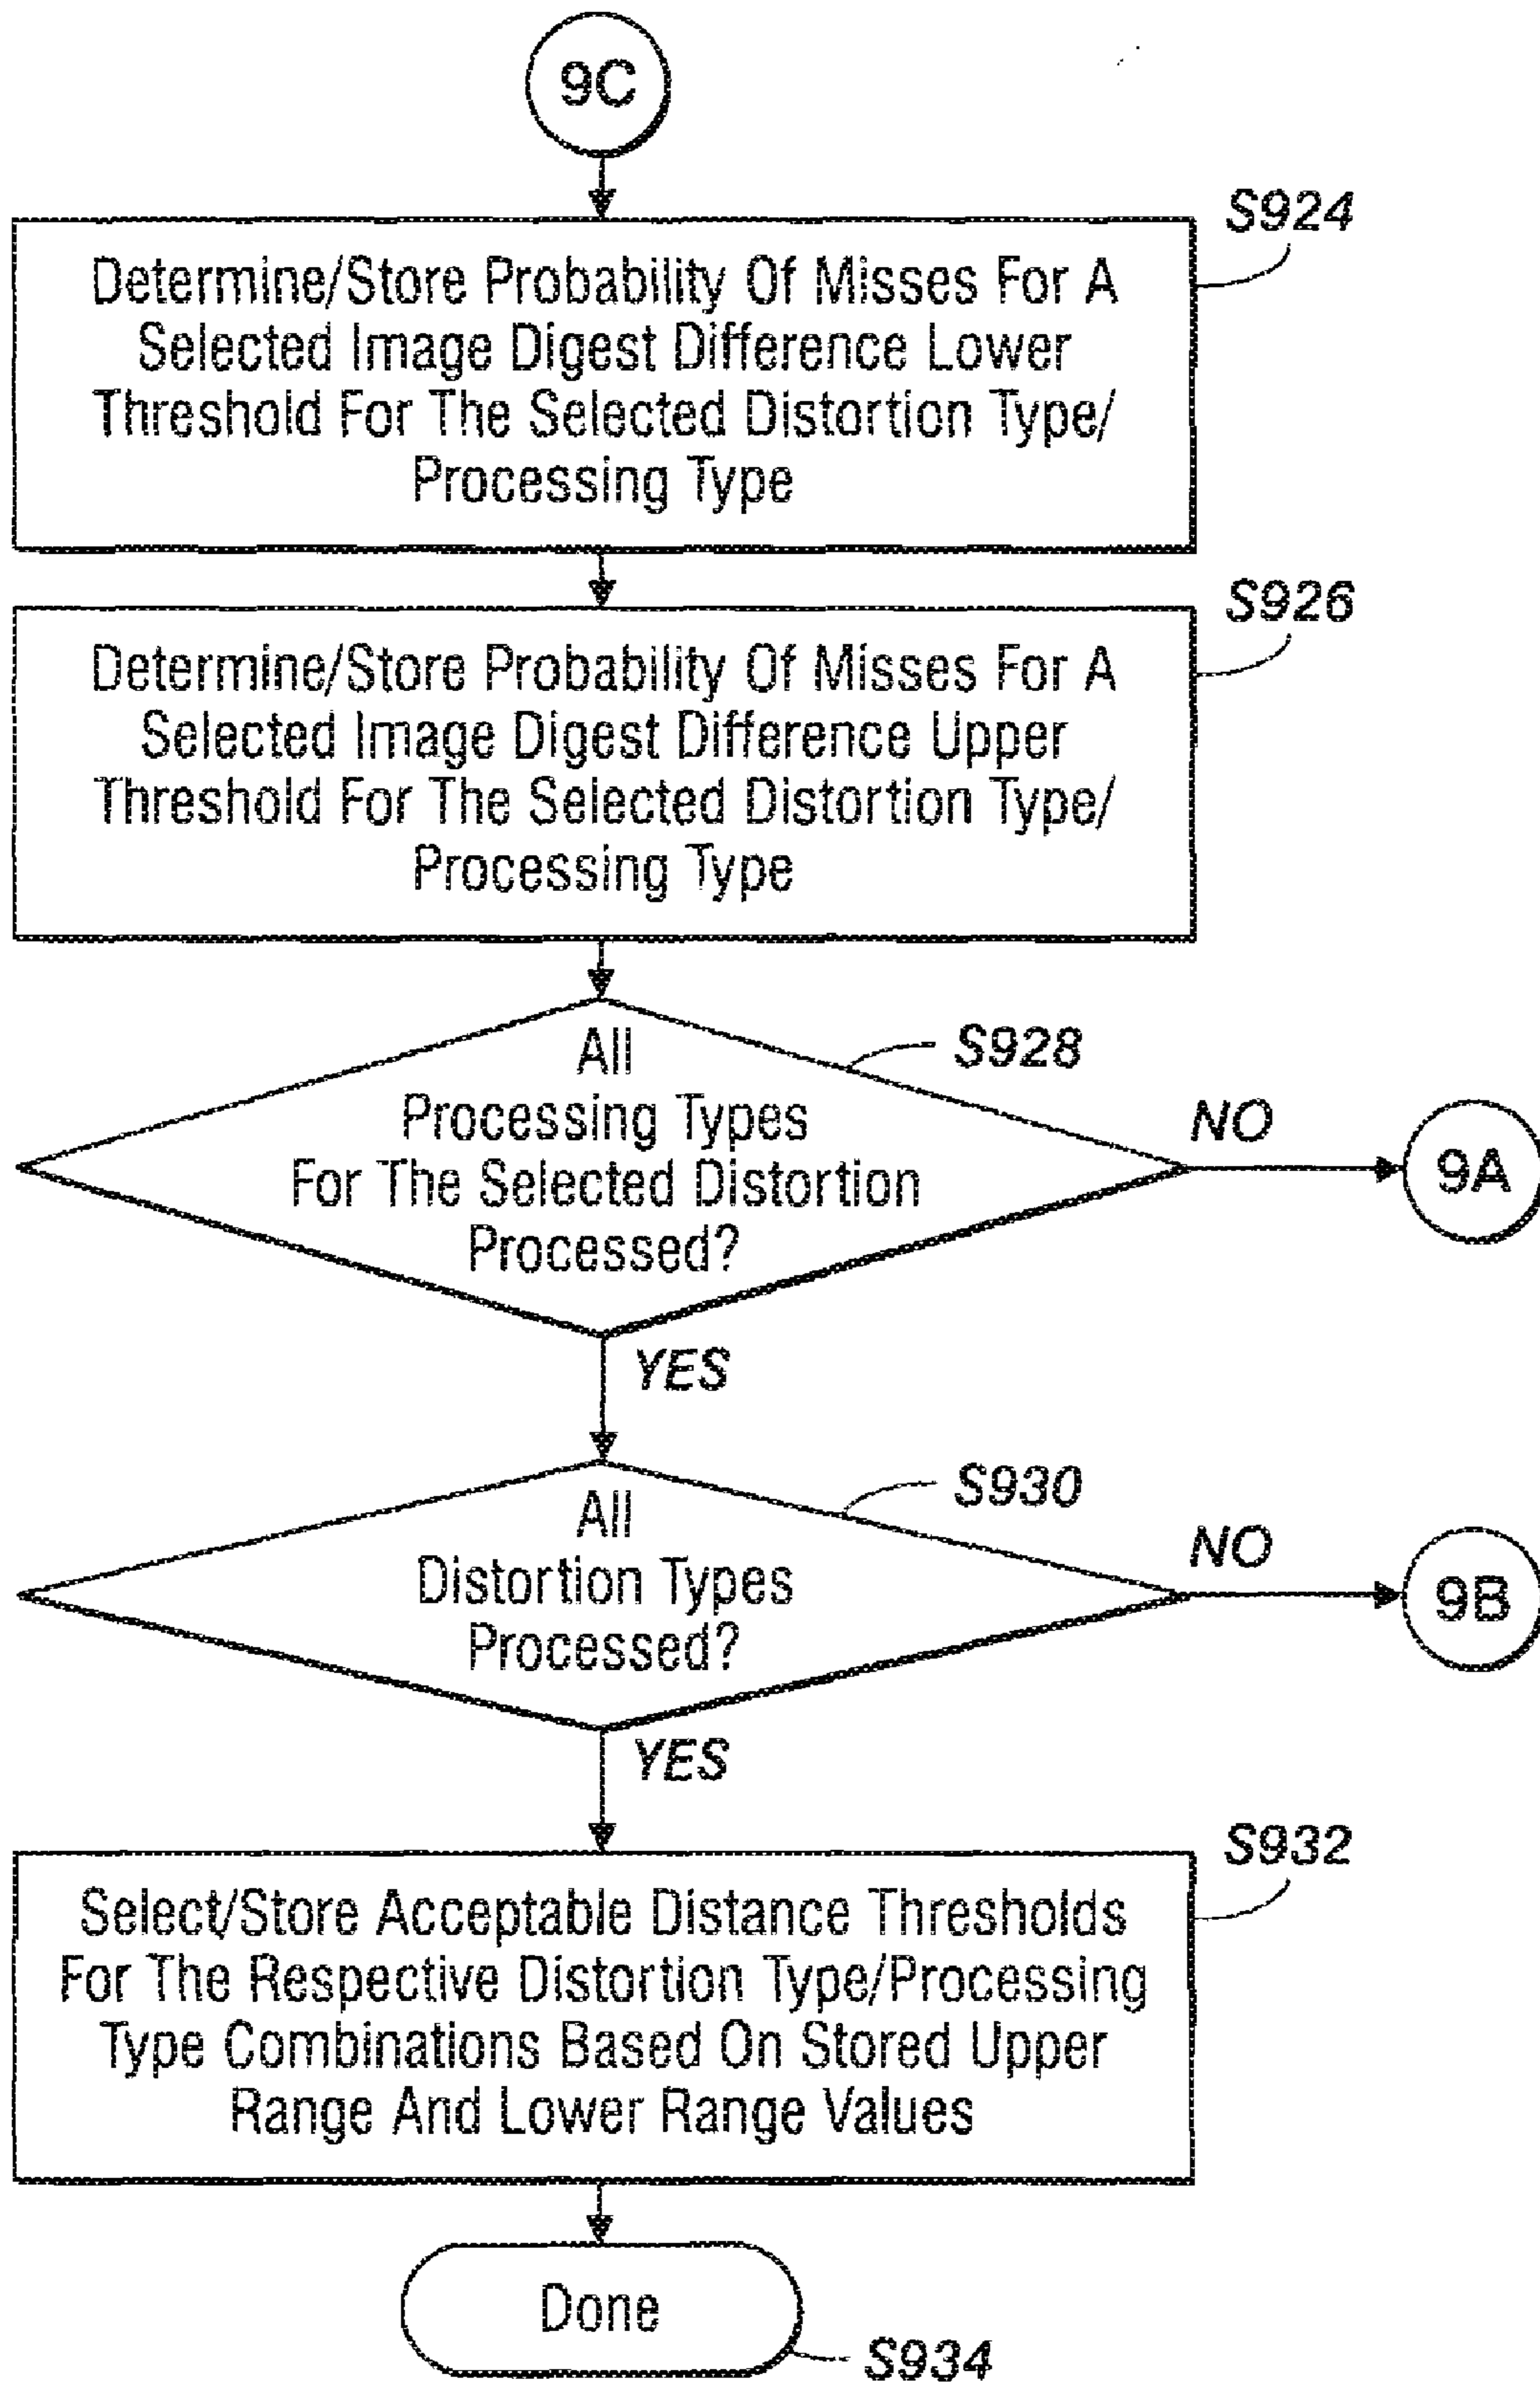 9C
S924
Determine/Store Probability Of Misses For A
Selected Image Digest Difference Lower
Threshold For The Selected Distortion Type/
Processing Type
S926
Determine/Store Probability Of Misses For A
Selected Image Digest Difference Upper
Threshold For The Selected Distortion Type/
Processing Type
S928
All
Processing Types
For The Selected Distortion
Processed?
NO
9A
YES
S930
All
Distortion Types
Processed?
NO
9B
YES
S932
Select/Store Acceptable Distance Thresholds
For The Respective Distortion Type/Processing
Type Combinations Based On Stored Upper
Range And Lower Range Values
Done
S934